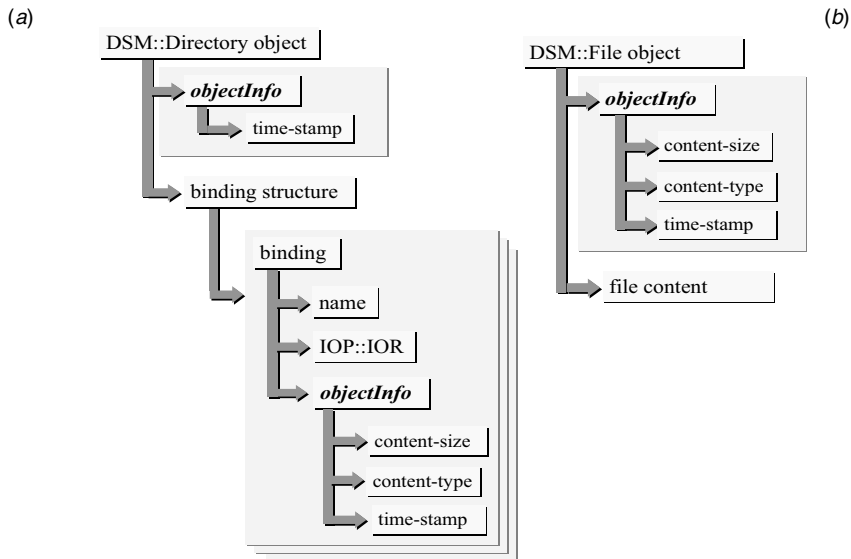 (a)
DSM::Directory object
objectInfo
time-stamp
binding structure
binding
name
IOP::IOR
objectInfo
content-size
content-type
time-stamp
(b)
DSM::File object
objectInfo
content-size
content-type
time-stamp
file content